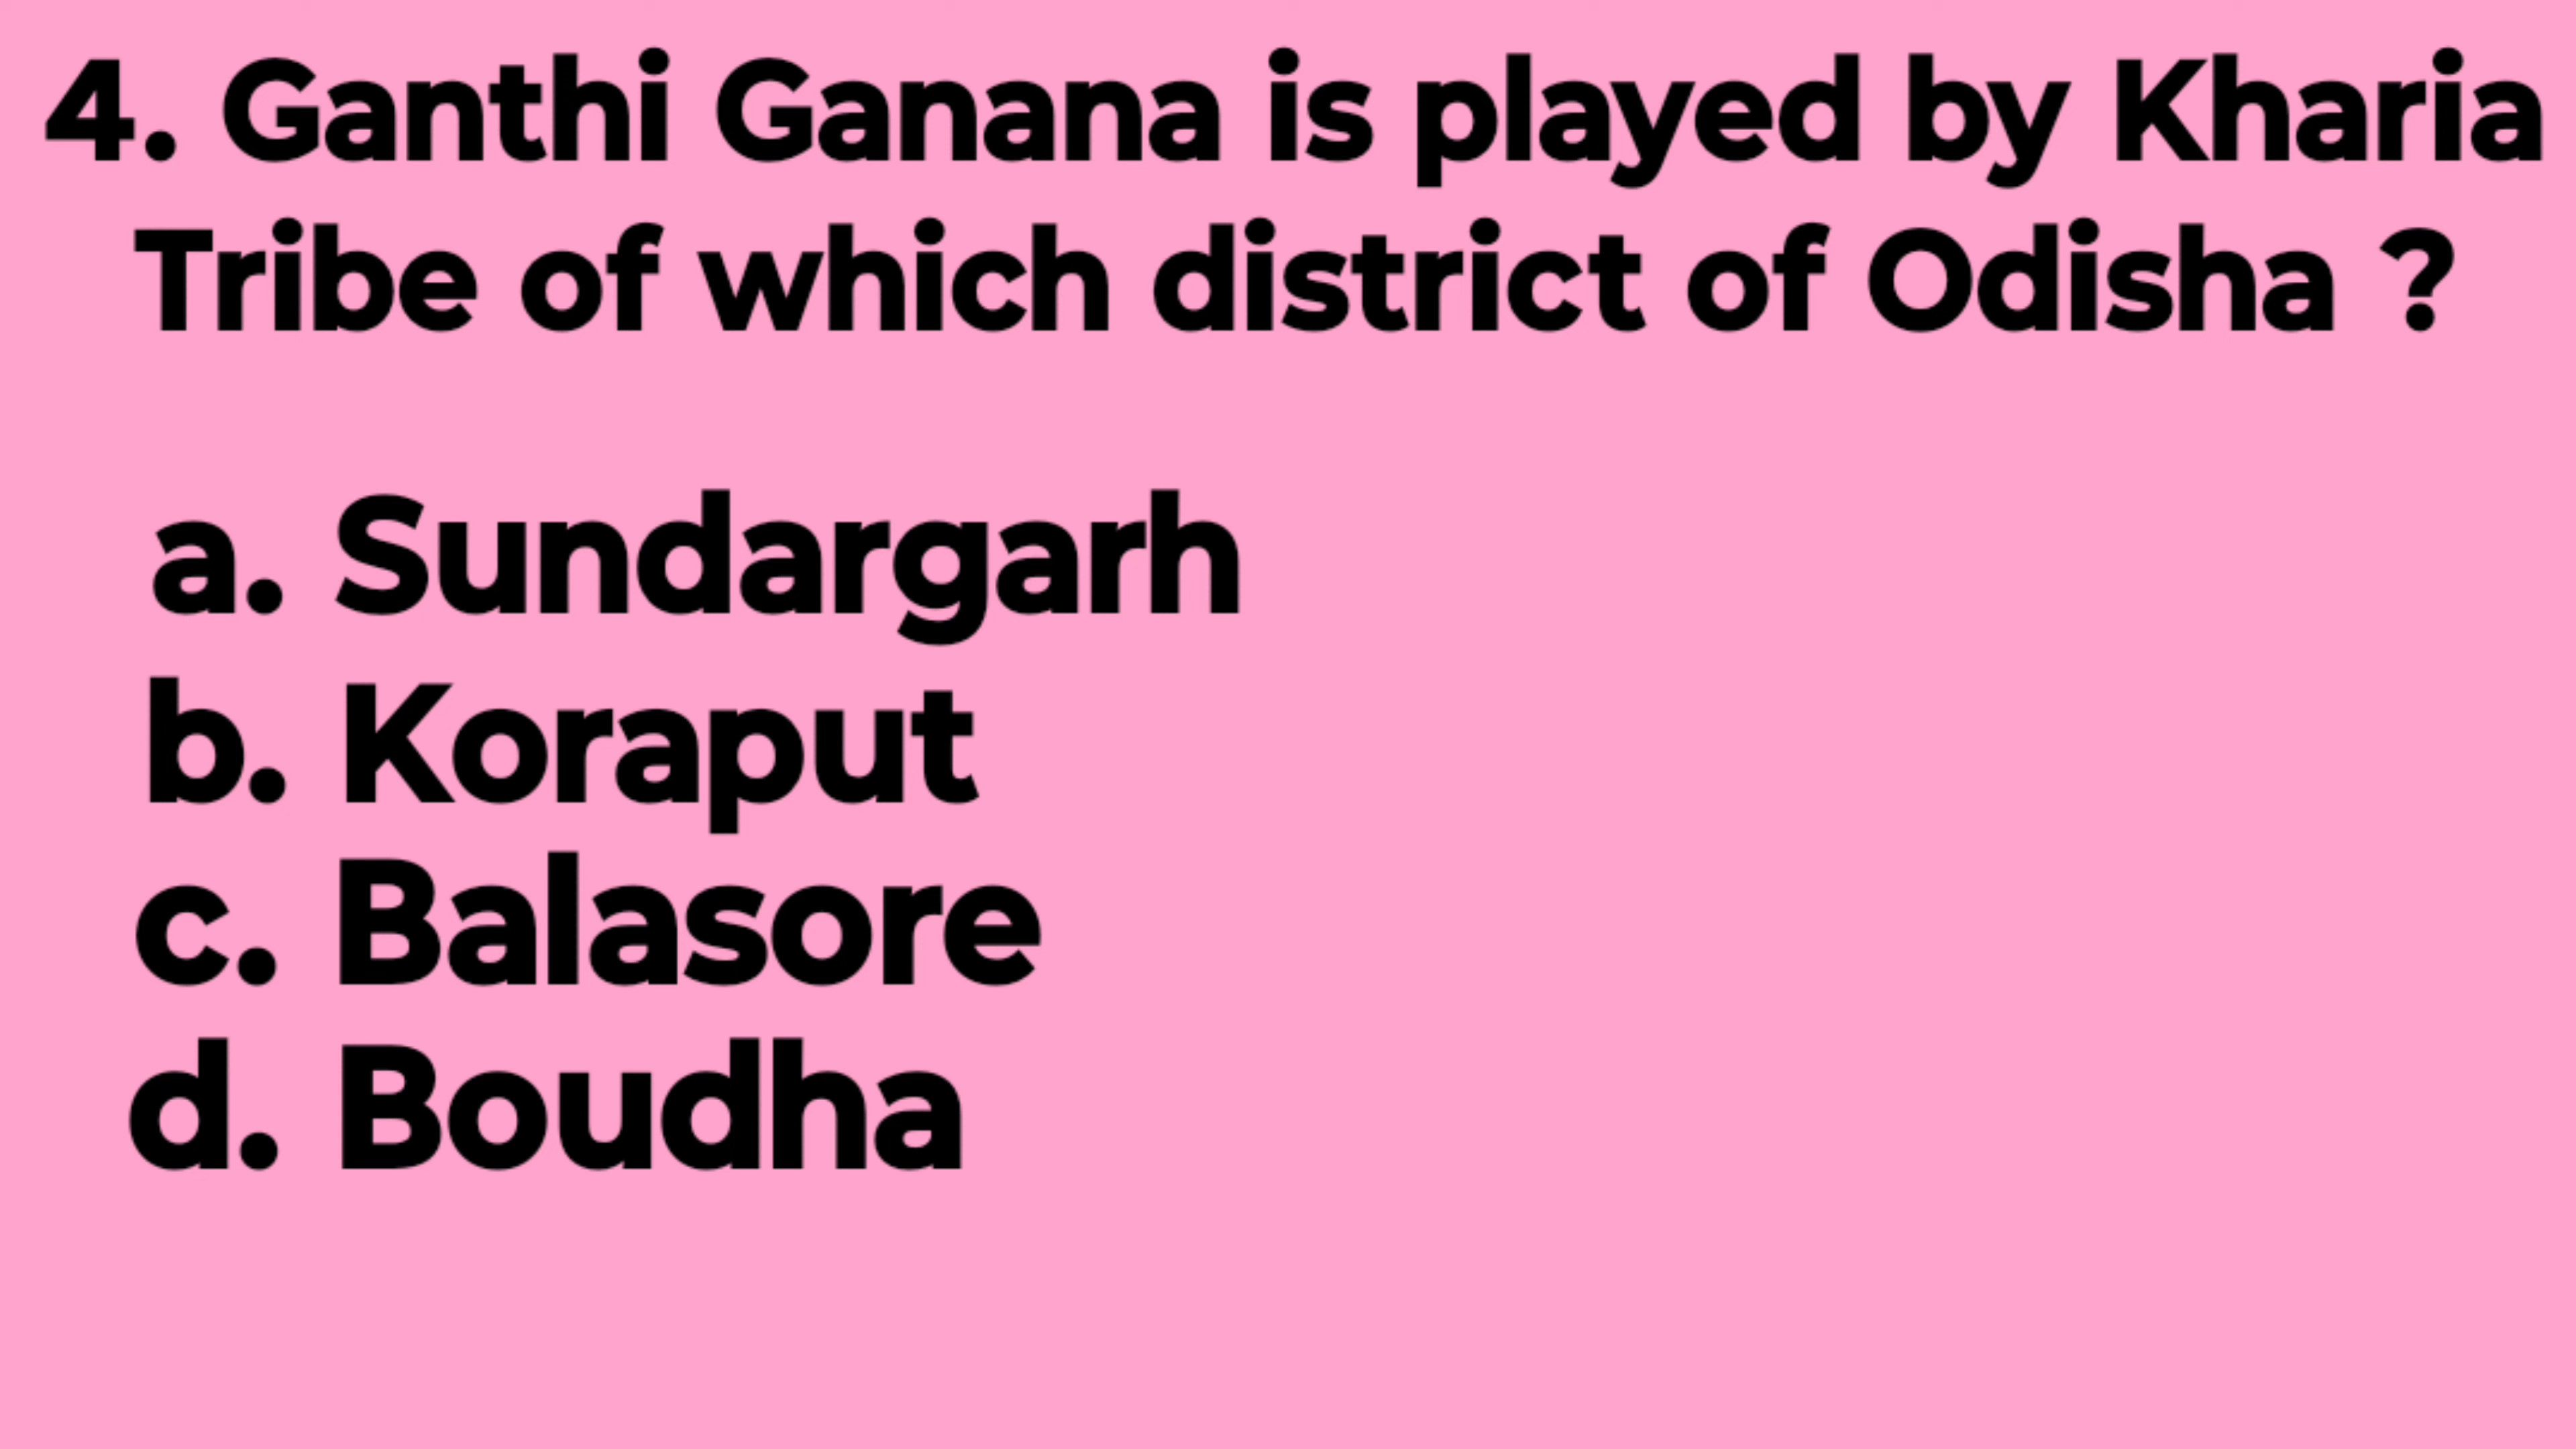 4. Ganthi Ganana is played by Kharia
Tribe of which district of Odisha ?
a. Sundargarh
b. Koraput
c. Balasore
d. Boudha